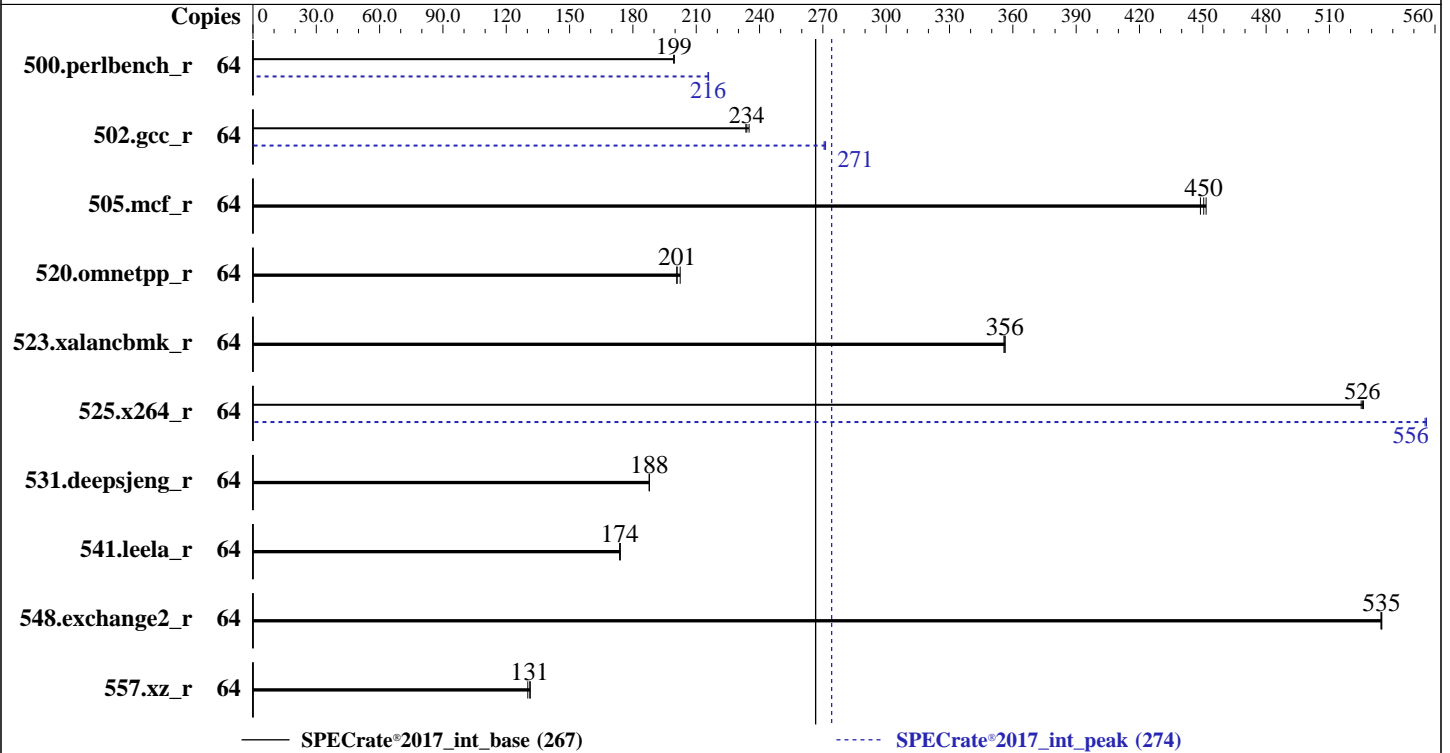 Copies 0 30.0 60.0 90.0 120 150 180 210 240 270 300 330 360 390 420 450 480 510 560
500.perlbench_r 64 199
216
502.gcc_r 64 234
271
505.mcf_r 64 450
520.omnetpp_r 64 201
523.xalancbmk_r 64 356
525.x264_r 64 526
556
531.deepsjeng_r 64 188
541.leela_r 64 174
548.exchange2_r 64 535
557.xz_r 64 131
SPECrate®2017_int_base (267) SPECrate®2017_int_peak (274)